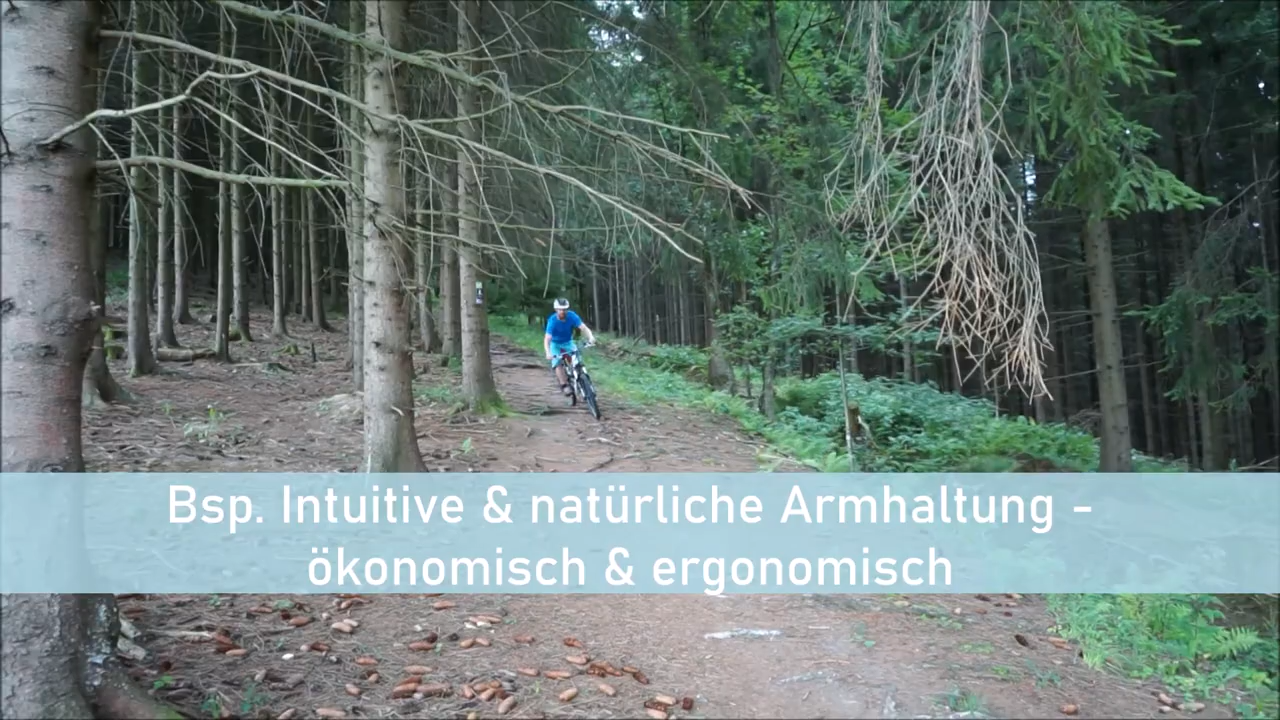 Bsp. Intuitive & natürliche Armhaltung -
ökonomisch & ergonomisch